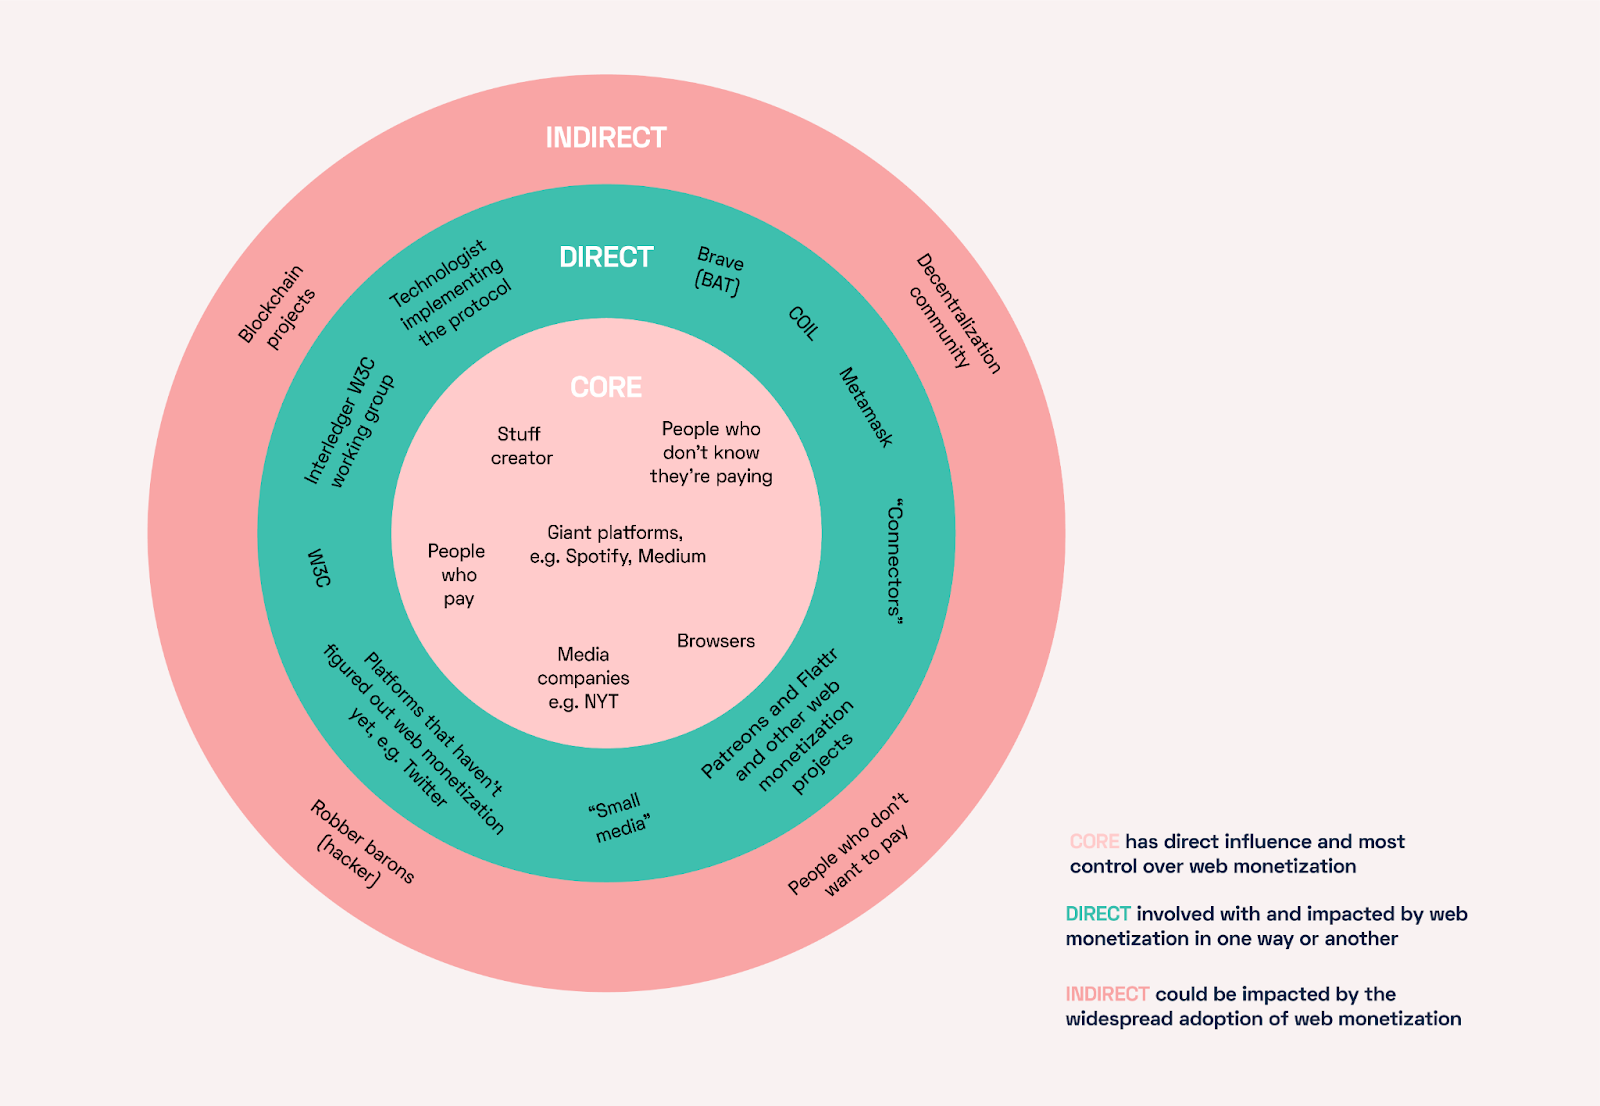 INDIRECT
Blockchain
projects
Decentralization
community
Robber barons
(hacker)
People who don't
want to pay
DIRECT
Technologist
implementing
the protocol
Brave
(BAT)
COIL
Metamask
"Connectors"
Interledger W3C
working group
W3C
Platforms that haven't
figured out web monetization
yet, e.g. Twitter
"Small
media"
Patreons and Flattr
and other web
monetization
projects
CORE
Stuff
creator
People who
don't know
they're paying
Giant platforms,
e.g. Spotify, Medium
People
who
pay
Browsers
Media
companies
e.g. NYT
CORE has direct influence and most
control over web monetization
DIRECT involved with and impacted by web
monetization in one way or another
INDIRECT could be impacted by the
widespread adoption of web monetization